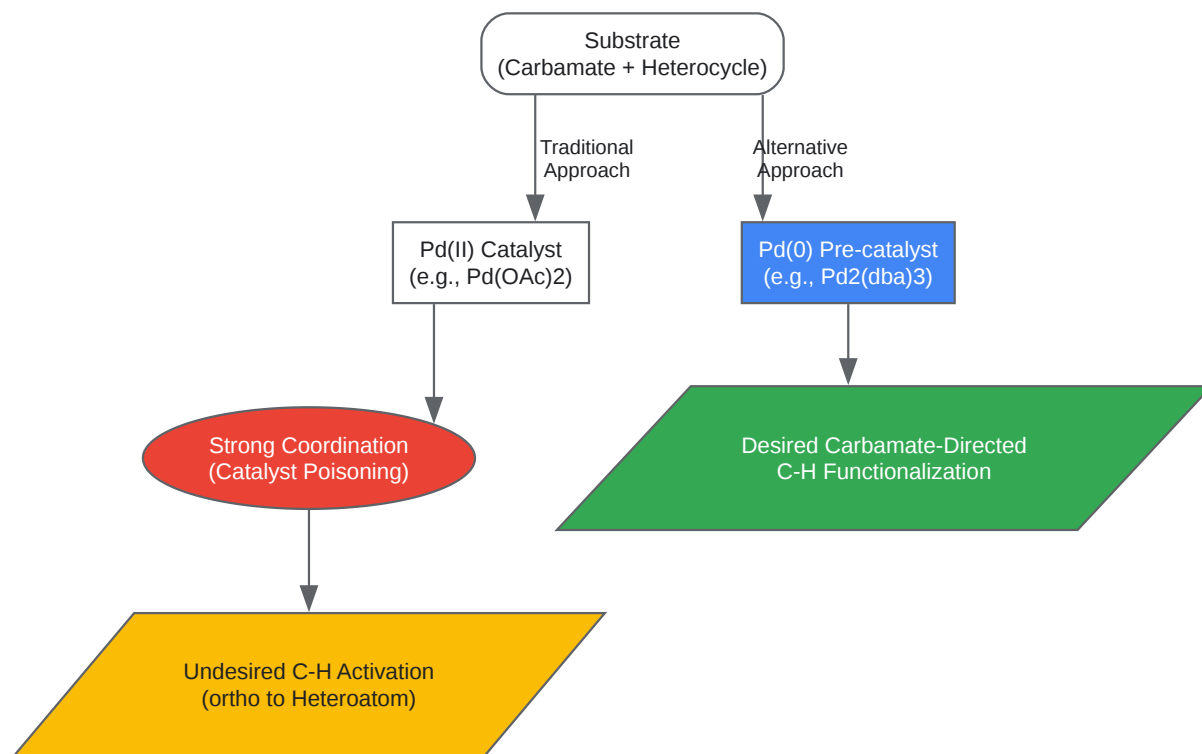 Substrate
(Carbamate + Heterocycle)
Traditional
Approach
Alternative
Approach
Pd(II) Catalyst
(e.g., Pd(OAc)2)
Pd(0) Pre-catalyst
(e.g., Pd2(dba)3)
Strong Coordination
(Catalyst Poisoning)
Desired Carbamate-Directed
C-H Functionalization
Undesired C-H Activation
(ortho to Heteroatom)